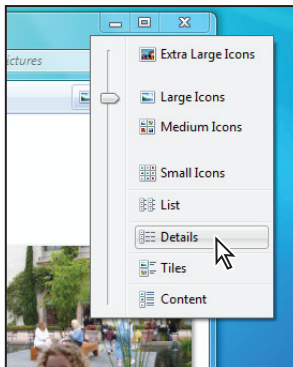 ictures
Extra Large Icons
Large Icons
Medium Icons
Small Icons
List
Details
Tiles
Content